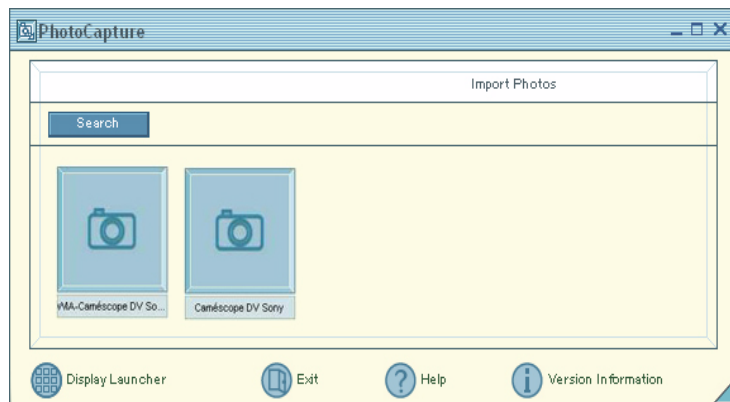 PhotoCapture
Import Photos
Search
WIA-Caméscope DV So...
Caméscope DV Sony
Display Launcher
Exit
Help
Version Information